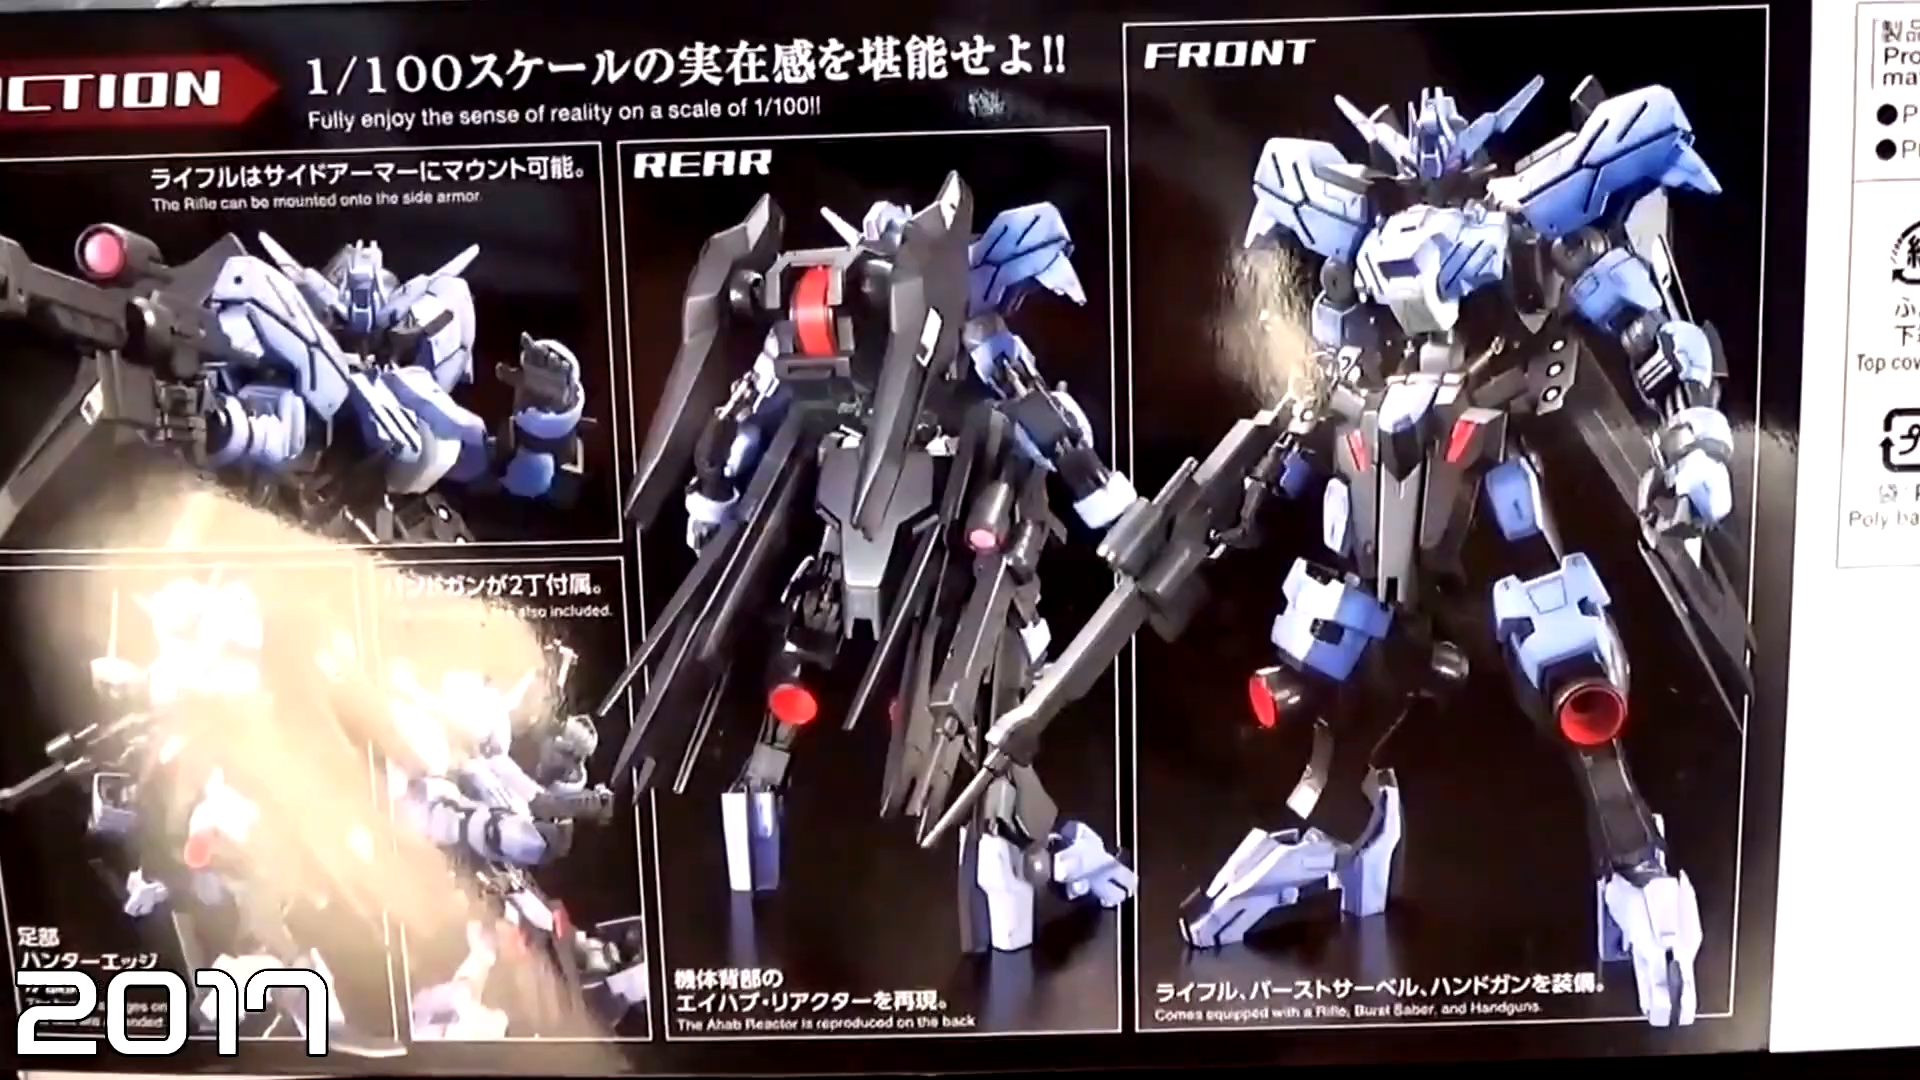 CTION
1/100スケールの実在感を堪能せよ!!
Fully enjoy the sense of reality on a scale of 1/100!!
ライフルはサイドアーマーにマウント可能。
The Rifle can be mounted onto the side armor.
REAR
FRONT
ハンドガンが2丁付属。
also included.
足部
ハンターエッジ
機体背部の
エイハブ・リアクターを再現。
The Ahab Reactor is reproduced on the back
ライフル、バーストサーベル、ハンドガンを装備。
Comes equipped with a Rifle, Burst Saber, and Handguns.
製品
Pro
ma
●P
●P
ふ
下
Top cov
Poly ba
2017